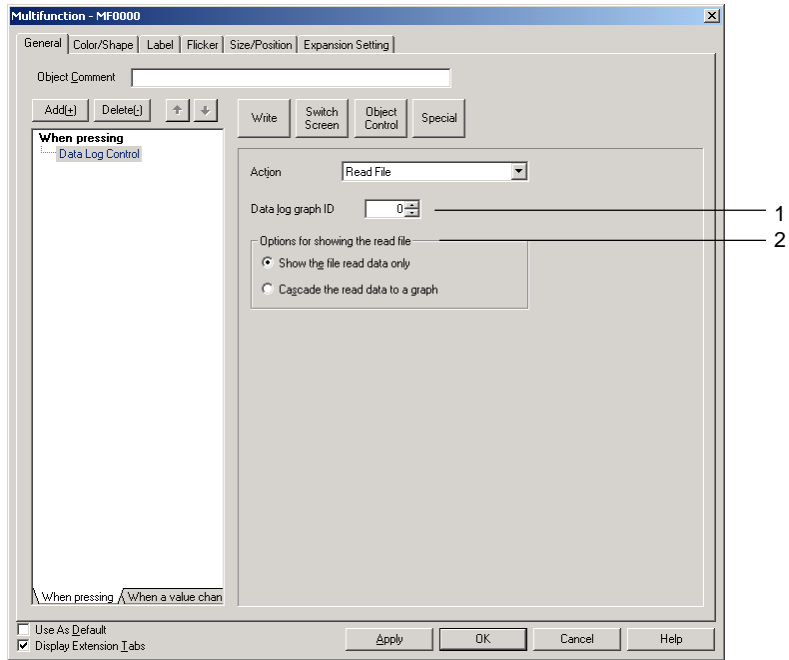 Multifunction - MF0000
General Color/Shape Label Flicker Size/Position Expansion Setting
Object Comment
Add(+) Delete(-)
Write Switch Screen Object Control Special
When pressing
Data Log Control
Action Read File
Data log graph ID 0
1
Options for showing the read file
2
Show the file read data only
Cascade the read data to a graph
When pressing When a value chan
Use As Default
Display Extension Tabs
Apply OK Cancel Help